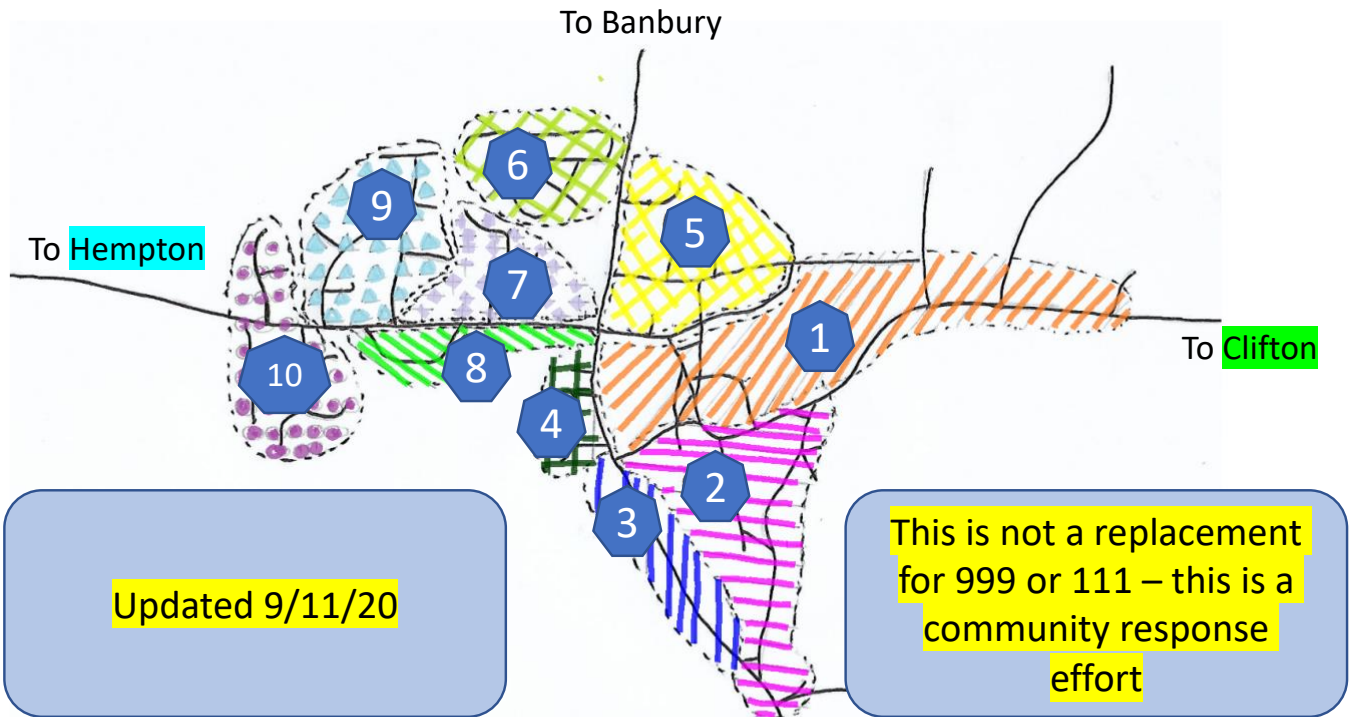 To Banbury
6
9
5
To Hempton
7
1
To Clifton
8
10
4
2
3
Updated 9/11/20
This is not a replacement
for 999 or 111 – this is a
community response
effort